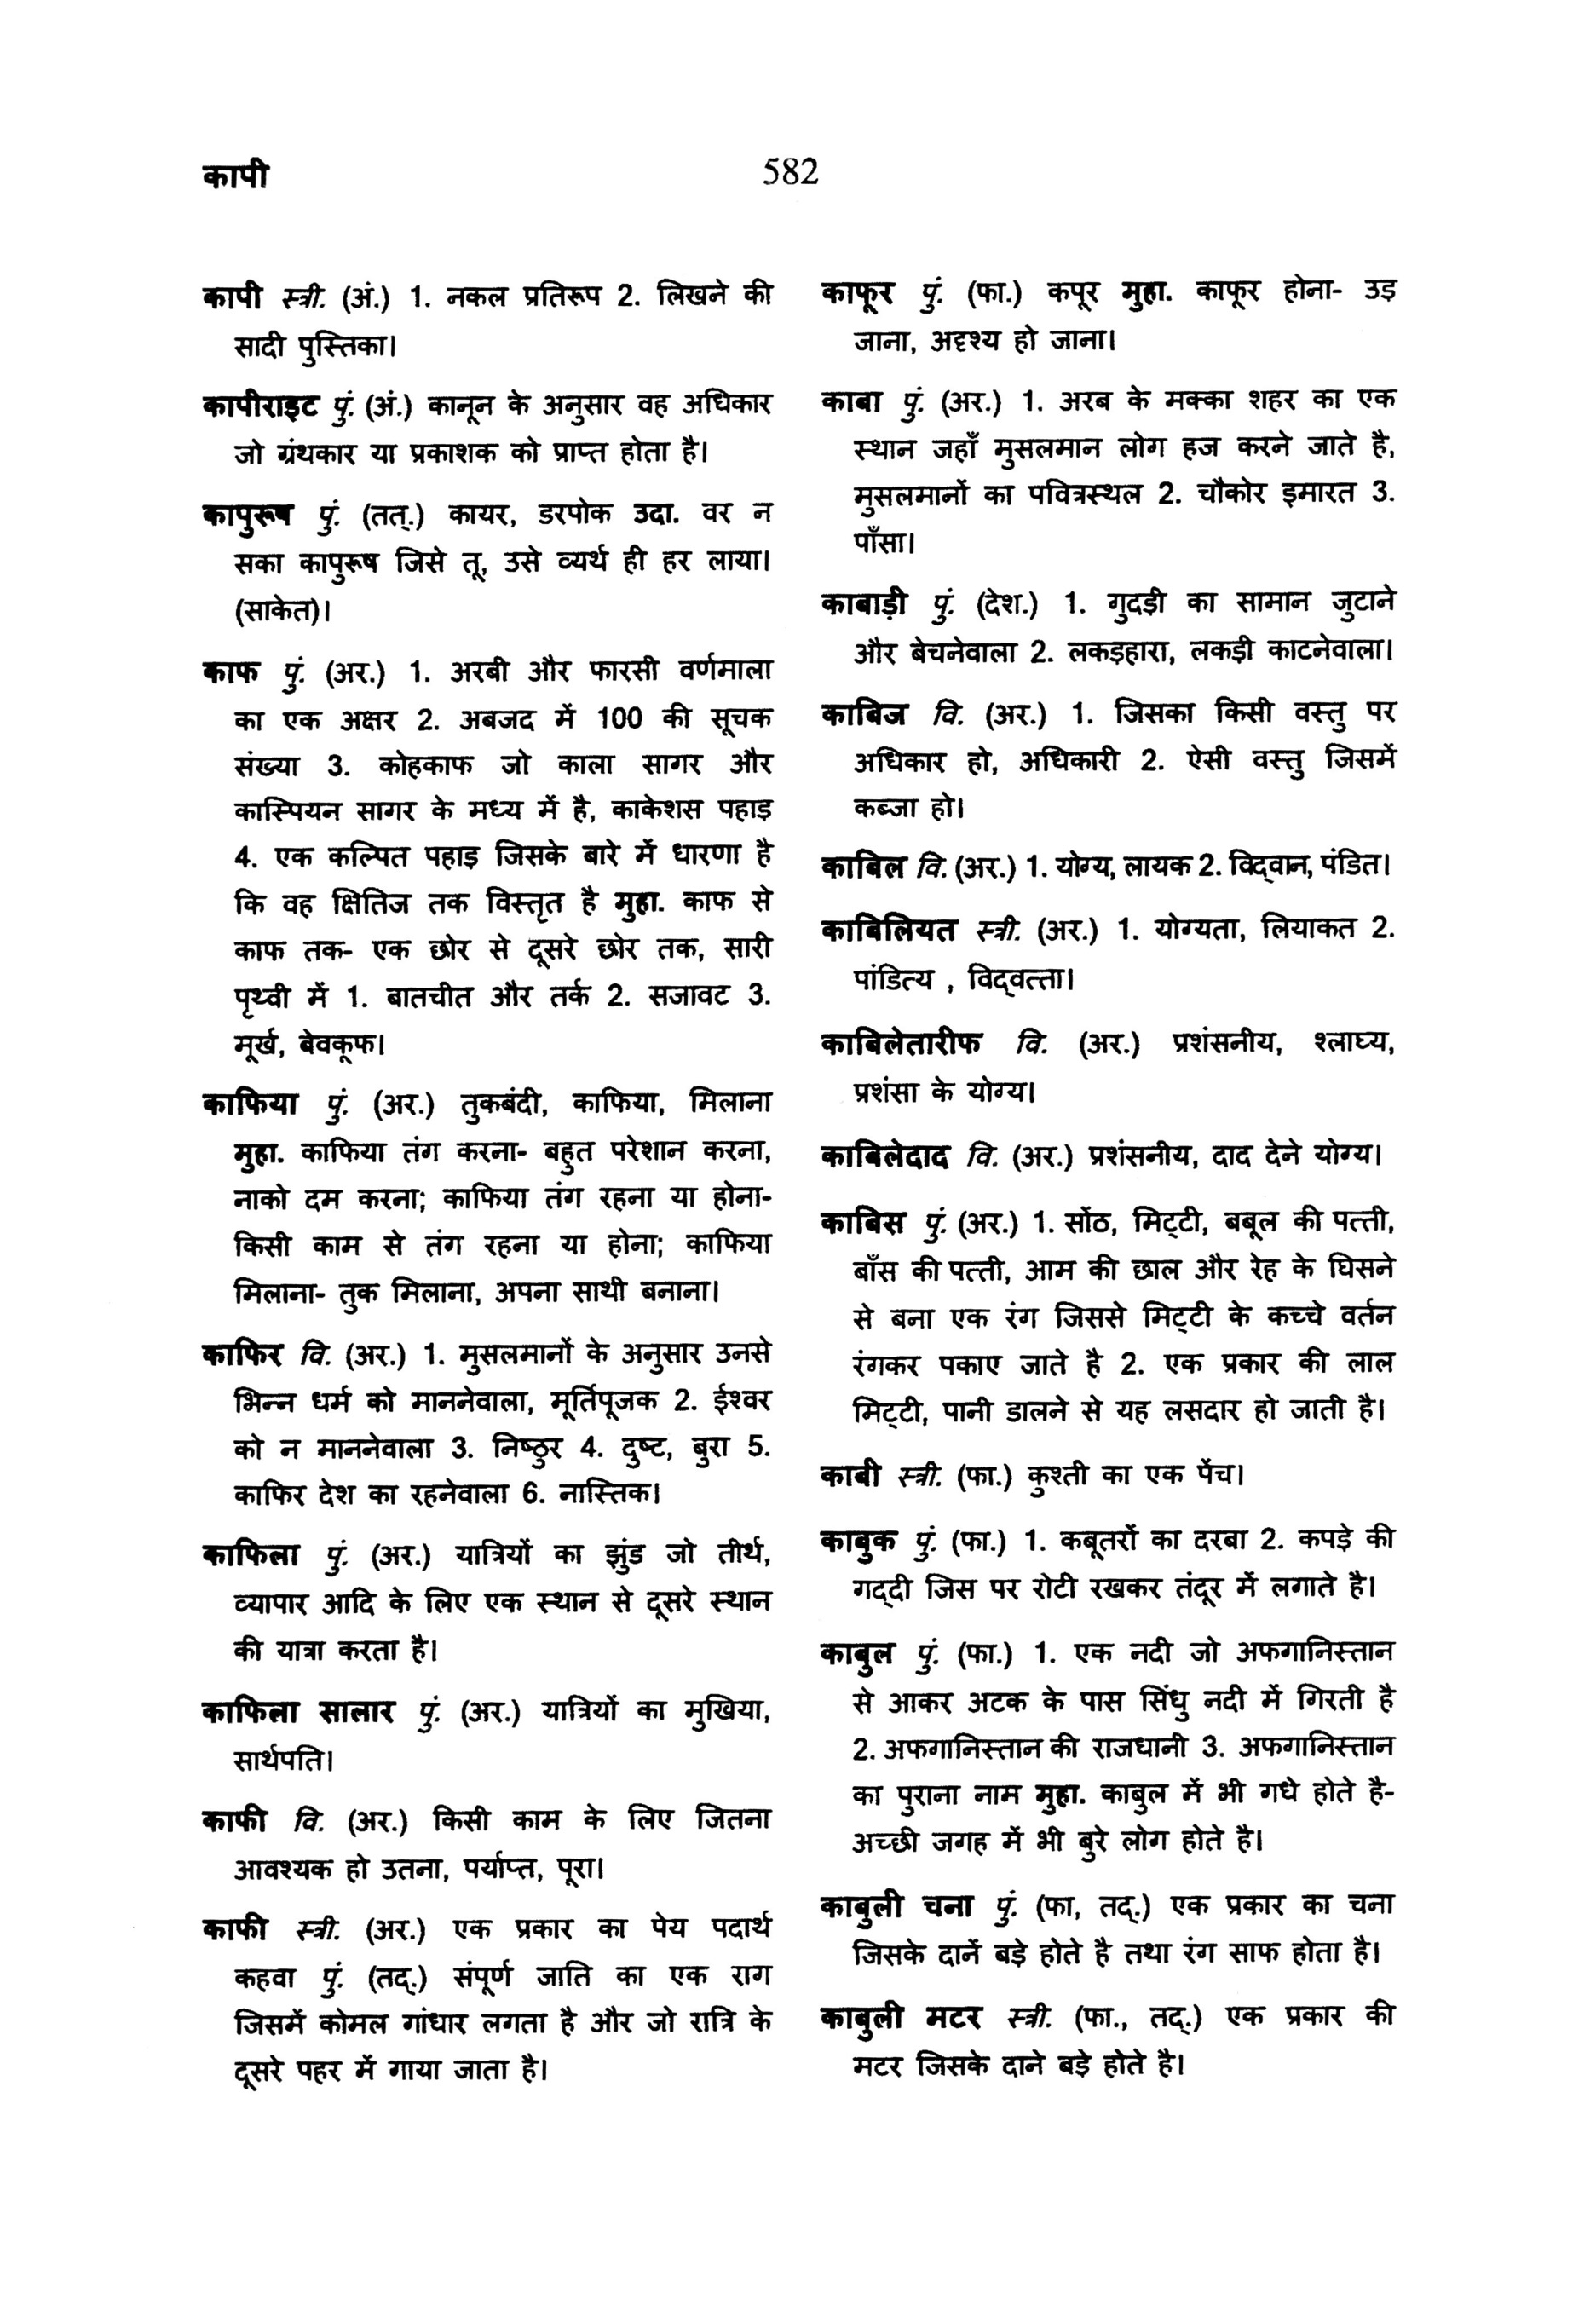 कापी
582
कापी स्त्री. (अं.) 1. नकल प्रतिरूप 2. लिखने की
सादी पुस्तिका।
कापीराइट पुं. (अं.) कानून के अनुसार वह अधिकार
जो ग्रंथकार या प्रकाशक को प्राप्त होता है।
कापुरूष पुं. (तत्.) कायर, डरपोक उदा. वर न
सका कापुरूष जिसे तू, उसे व्यर्थ ही हर लाया।
(साकेत)।
काफ पुं. (अर.) 1. अरबी और फारसी वर्णमाला
का एक अक्षर 2. अबजद में 100 की सूचक
संख्या 3. कोहकाफ जो काला सागर और
कास्पियन सागर के मध्य में है, काकेशस पहाड़
4. एक कल्पित पहाड़ जिसके बारे में धारणा है
कि वह क्षितिज तक विस्तृत है मुहा. काफ से
काफ तक- एक छोर से दूसरे छोर तक, सारी
पृथ्वी में 1. बातचीत और तर्क 2. सजावट 3.
मूर्ख, बेवकूफ।
काफिया पुं. (अर.) तुकबंदी, काफिया, मिलाना
मुहा. काफिया तंग करना- बहुत परेशान करना,
नाको दम करना; काफिया तंग रहना या होना-
किसी काम से तंग रहना या होना; काफिया
मिलाना- तुक मिलाना, अपना साथी बनाना।
काफिर वि. (अर.) 1. मुसलमानों के अनुसार उनसे
भिन्न धर्म को माननेवाला, मूर्तिपूजक 2. ईश्वर
को न माननेवाला 3. निष्ठुर 4. दुष्ट, बुरा 5.
काफिर देश का रहनेवाला 6. नास्तिक।
काफिला पुं. (अर.) यात्रियों का झुंड जो तीर्थ,
व्यापार आदि के लिए एक स्थान से दूसरे स्थान
की यात्रा करता है।
काफिला सालार पुं. (अर.) यात्रियों का मुखिया,
सार्थपति।
काफी वि. (अर.) किसी काम के लिए जितना
आवश्यक हो उतना, पर्याप्त, पूरा।
काफी स्त्री. (अर.) एक प्रकार का पेय पदार्थ
कहवा पुं. (तद्.) संपूर्ण जाति का एक राग
जिसमें कोमल गांधार लगता है और जो रात्रि के
दूसरे पहर में गाया जाता है।
काफूर पुं. (फा.) कपूर मुहा. काफूर होना- उड़
जाना, अदृश्य हो जाना।
काबा पुं. (अर.) 1. अरब के मक्का शहर का एक
स्थान जहाँ मुसलमान लोग हज करने जाते है,
मुसलमानों का पवित्रस्थल 2. चौकोर इमारत 3.
पाँसा।
काबाड़ी पुं. (देश.) 1. गुदड़ी का सामान जुटाने
और बेचनेवाला 2. लकड़हारा, लकड़ी काटनेवाला।
काबिज वि. (अर.) 1. जिसका किसी वस्तु पर
अधिकार हो, अधिकारी 2. ऐसी वस्तु जिसमें
कब्जा हो।
काबिल वि. (अर.) 1. योग्य, लायक 2. विद्‌वान, पंडित।
काबिलियत स्त्री. (अर.) 1. योग्यता, लियाकत 2.
पांडित्य , विद्‌वत्ता।
काबिलेतारीफ वि. (अर.) प्रशंसनीय, श्लाघ्य,
प्रशंसा के योग्य।
काबिलेदाद वि. (अर.) प्रशंसनीय, दाद देने योग्य।
काबिस पुं. (अर.) 1. सोंठ, मिट्‌टी, बबूल की पत्ती,
बाँस की पत्ती, आम की छाल और रेह के घिसने
से बना एक रंग जिससे मिट्‌टी के कच्चे वर्तन
रंगकर पकाए जाते है 2. एक प्रकार की लाल
मिट्‌टी, पानी डालने से यह लसदार हो जाती है।
काबी स्त्री. (फा.) कुश्ती का एक पेंच।
काबुक पुं. (फा.) 1. कबूतरों का दरबा 2. कपड़े की
गद्‌दी जिस पर रोटी रखकर तंदूर में लगाते है।
काबुल पुं. (फा.) 1. एक नदी जो अफगानिस्तान
से आकर अटक के पास सिंधु नदी में गिरती है
2. अफगानिस्तान की राजधानी 3. अफगानिस्तान
का पुराना नाम मुहा. काबुल में भी गधे होते है-
अच्छी जगह में भी बुरे लोग होते है।
काबुली चना पुं. (फा, तद्.) एक प्रकार का चना
जिसके दानें बड़े होते है तथा रंग साफ होता है।
काबुली मटर स्त्री. (फा., तद्.) एक प्रकार की
मटर जिसके दाने बड़े होते है।